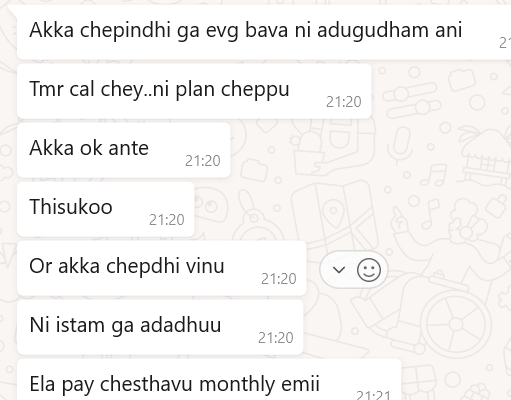 Akka chepindhi ga evg bava ni adugudham ani
Tmr cal chey..ni plan cheppu
21:20
Akka ok ante
21:20
Thisukoo
21:20
Or akka chepdhi vinu
21:20
Ni istam ga adadhuu
21:20
Ela pay chesthavu monthly emii
21:21